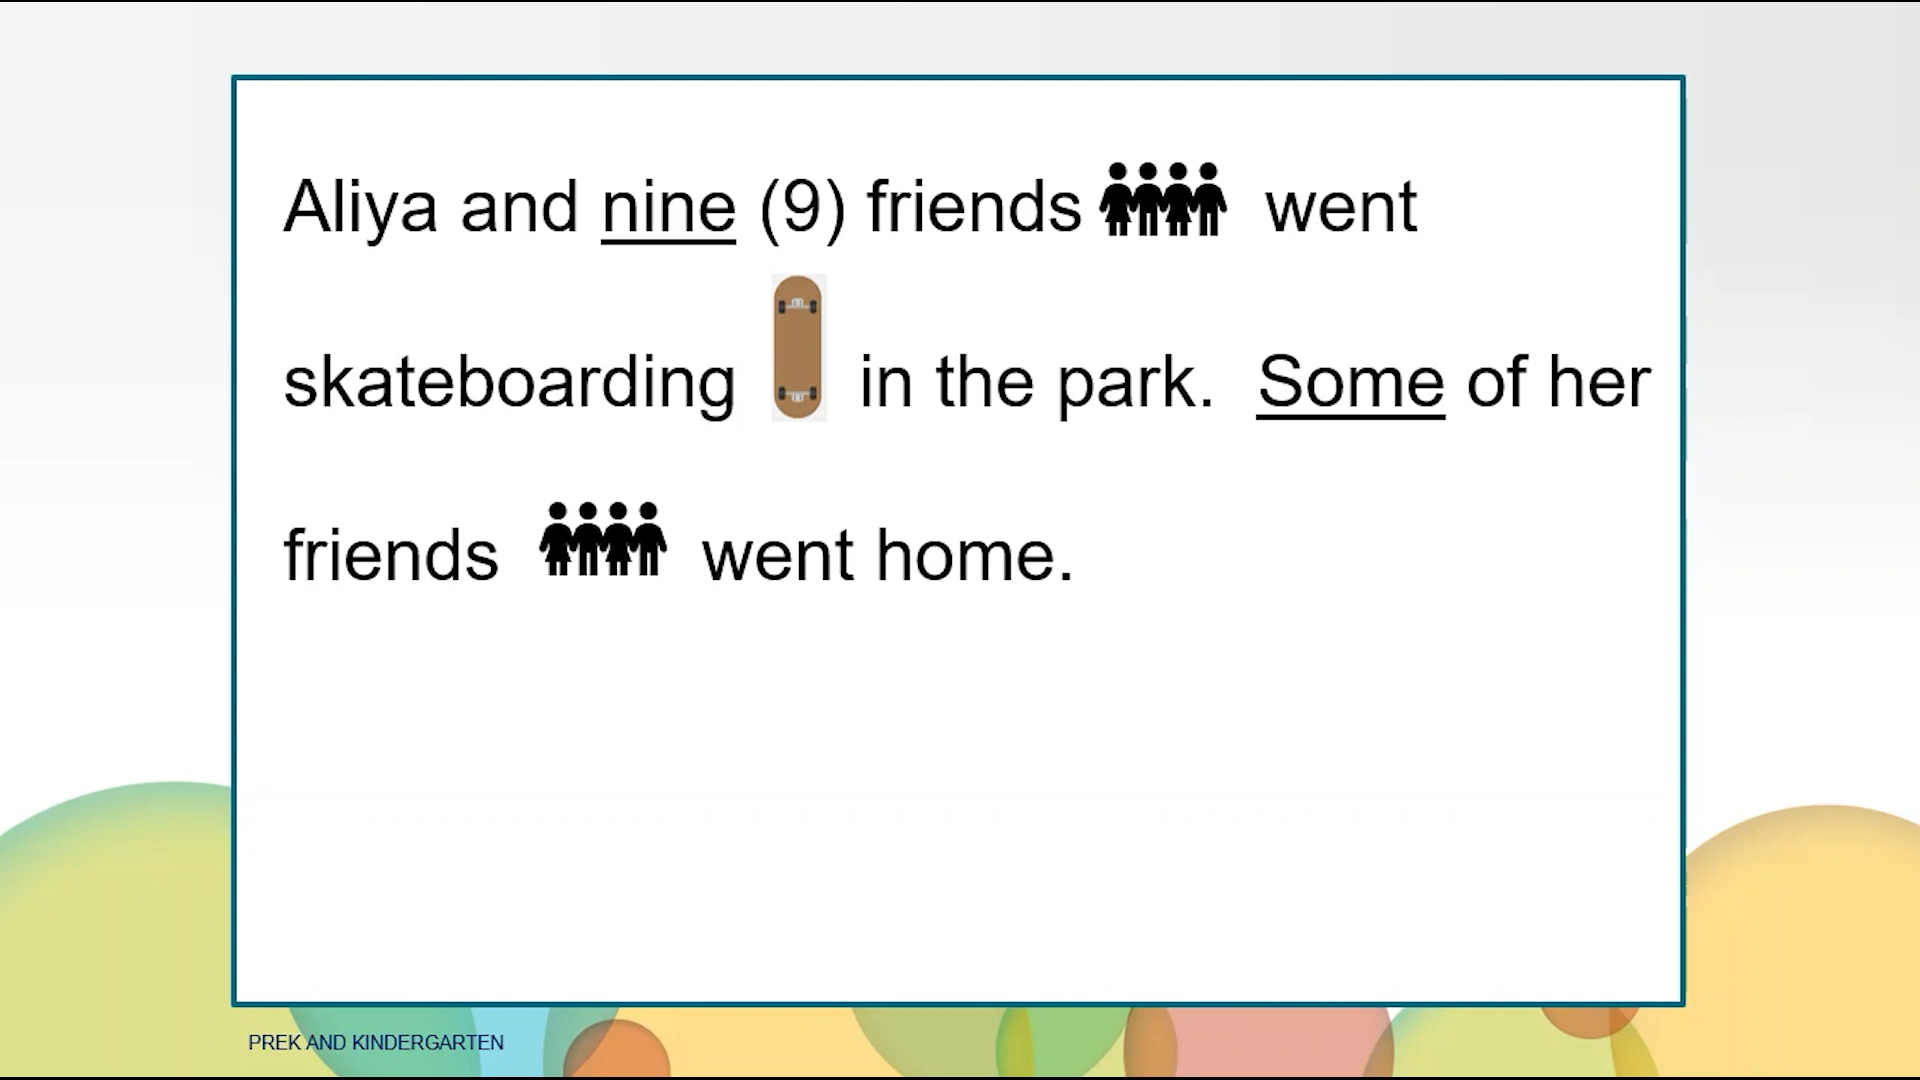 Aliya and nine (9) friends went
skateboarding in the park. Some of her
friends went home.
PREK AND KINDERGARTEN